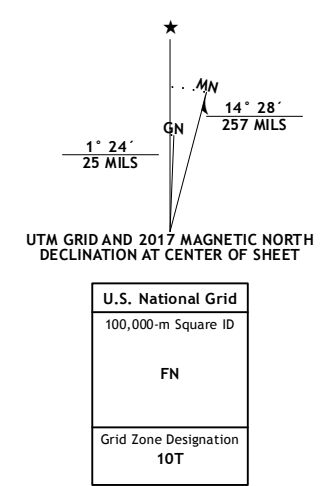 ★
MN
GN
14° 28´
257 MILS
1° 24´
25 MILS
UTM GRID AND 2017 MAGNETIC NORTH
DECLINATION AT CENTER OF SHEET
U.S. National Grid
100,000-m Square ID
FN
Grid Zone Designation
10T